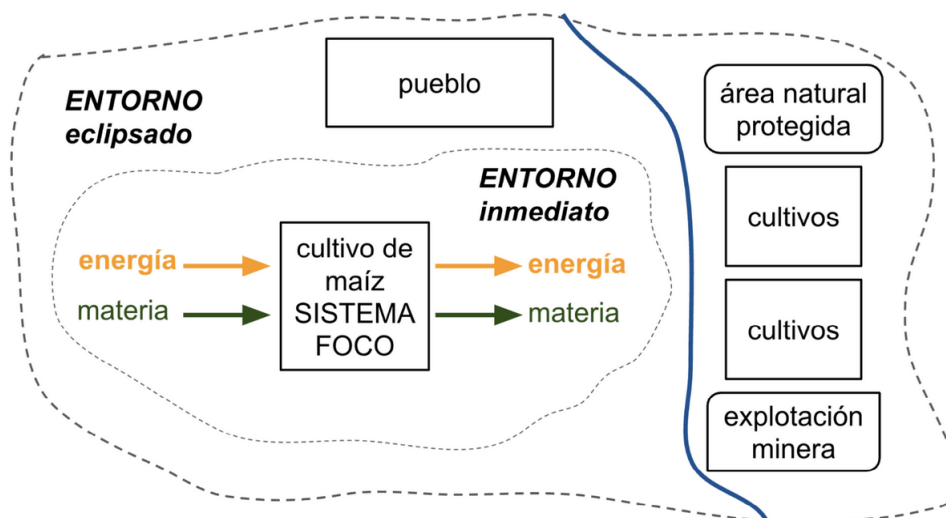 ENTORNO
eclipsado
pueblo
área natural
protegida
ENTORNO
inmediato
cultivos
energía
cultivo de
maíz
SISTEMA
FOCO
energía
materia
materia
cultivos
explotación
minera